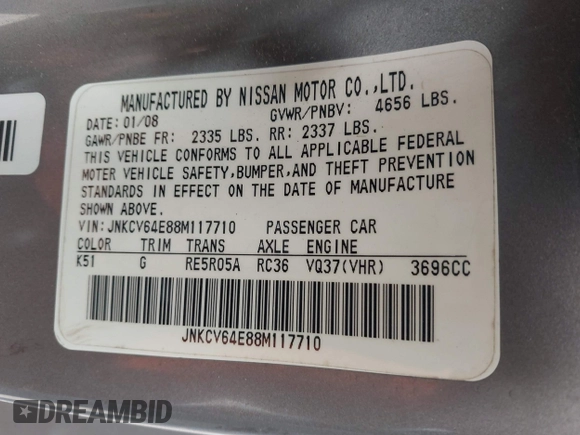 MANUFACTURED BY NISSAN MOTOR CO.,LTD.
DATE: 01/08 GVWR/PNBV: 4656 LBS.
GAWR/PNBE FR: 2335 LBS. RR: 2337 LBS.
THIS VEHICLE CONFORMS TO ALL APPLICABLE FEDERAL
MOTOR VEHICLE SAFETY,BUMPER,AND THEFT PREVENTION
STANDARDS IN EFFECT ON THE DATE OF MANUFACTURE
SHOWN ABOVE.
VIN:JNKCV64E88M117710 PASSENGER CAR
COLOR TRIM TRANS AXLE ENGINE
K51 G RE5R05A RC36 VQ37(VHR) 3696CC
JNKCV64E88M117710
DREAMBID